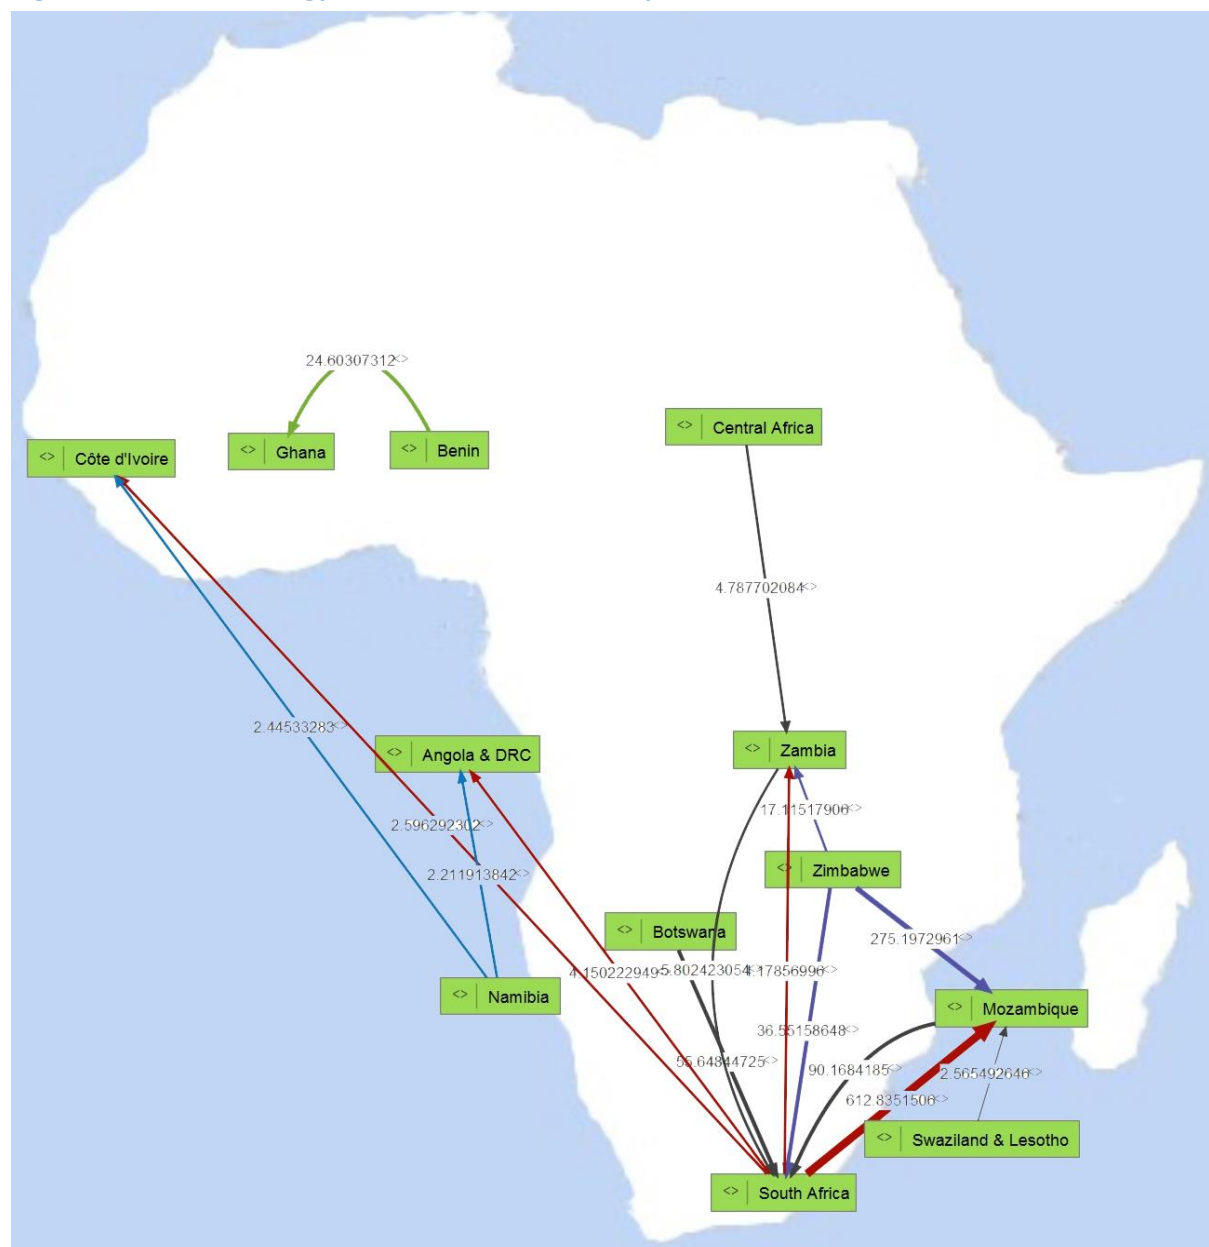 24.60307312<>
<> Central Africa
<> Côte d'Ivoire
<> Ghana
<> Benin
4.787702084<>
2.44533283<>
<> Angola & DRC
<> Zambia
17.11517906<>
2.596292302<>
2.211913842<>
<> Zimbabwe
<> Botswana
275.1972961<>
4.150222949
5.802423054
17856996<>
<> Namibia
<> Mozambique
36.55158648<>
55.64844725<>
90.1684185<>
2.565492646<>
612.8351506<>
<> Swaziland & Lesotho
<> South Africa